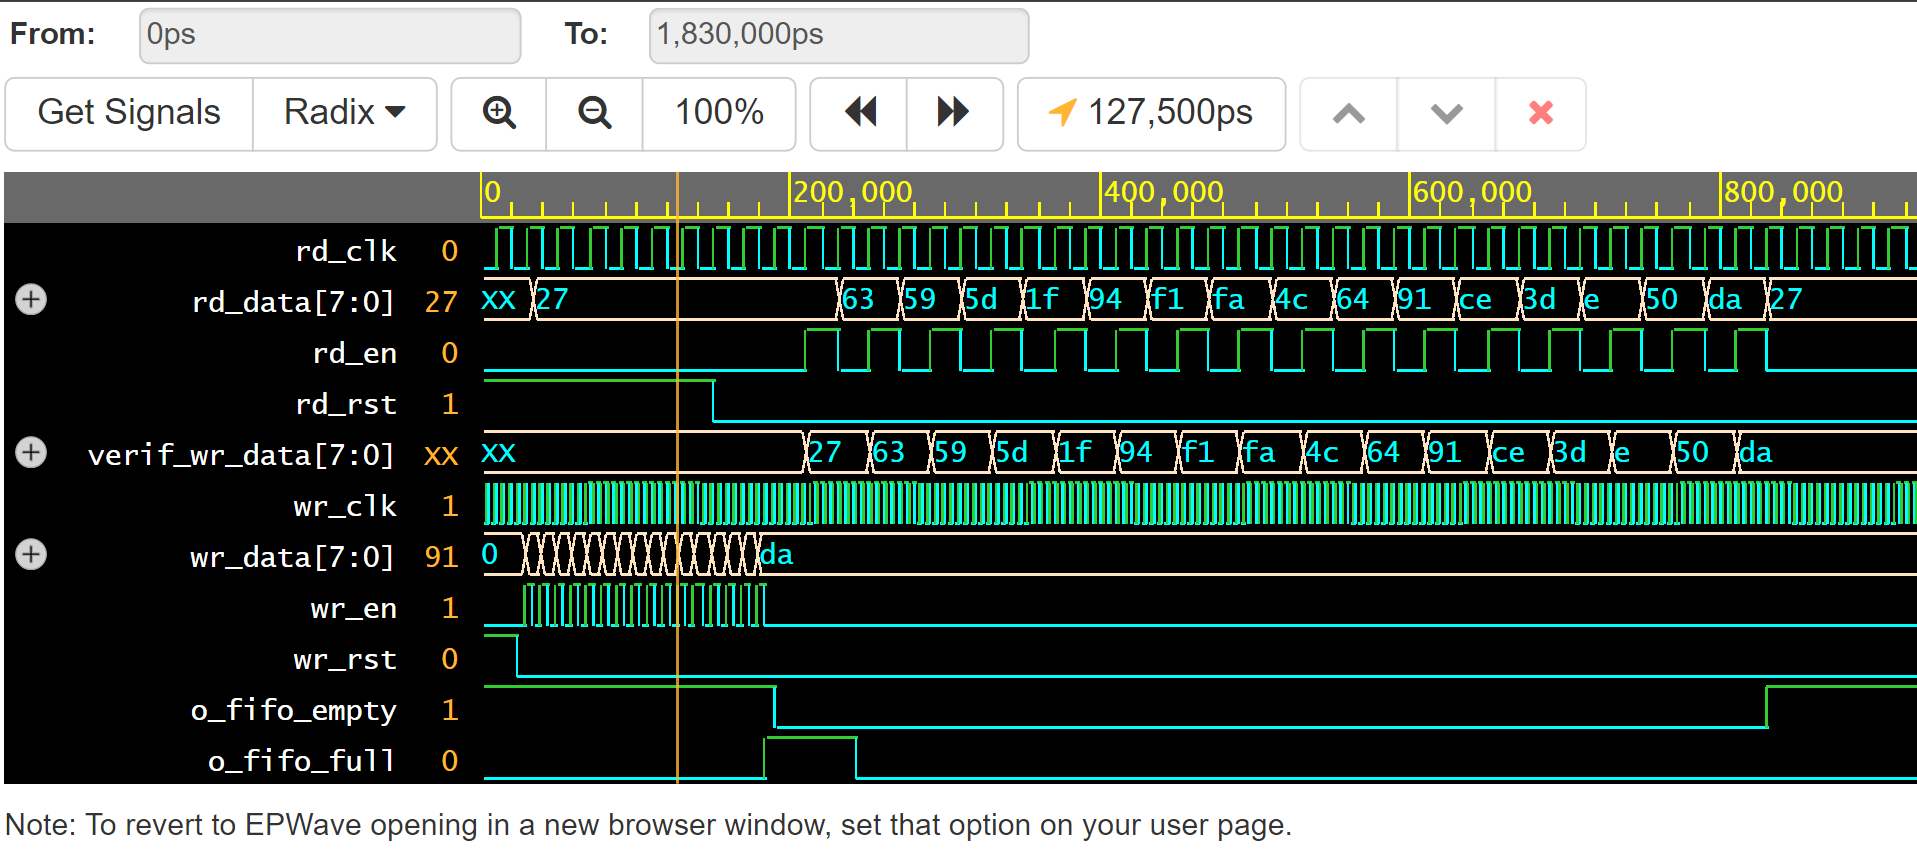 From: 0ps To: 1,830,000ps
Get Signals Radix 100% 127,500ps
0 200,000 400,000 600,000 800,000
rd_clk 0
rd_data[7:0] 27 XX 27 63 59 5d 1f 94 f1 fa 4c 64 91 ce 3d e 50 da 27
rd_en 0
rd_rst 1
verif_wr_data[7:0] XX XX 27 63 59 5d 1f 94 f1 fa 4c 64 91 ce 3d e 50 da
wr_clk 1
wr_data[7:0] 91 0 da
wr_en 1
wr_rst 0
o_fifo_empty 1
o_fifo_full 0
Note: To revert to EPWave opening in a new browser window, set that option on your user page.